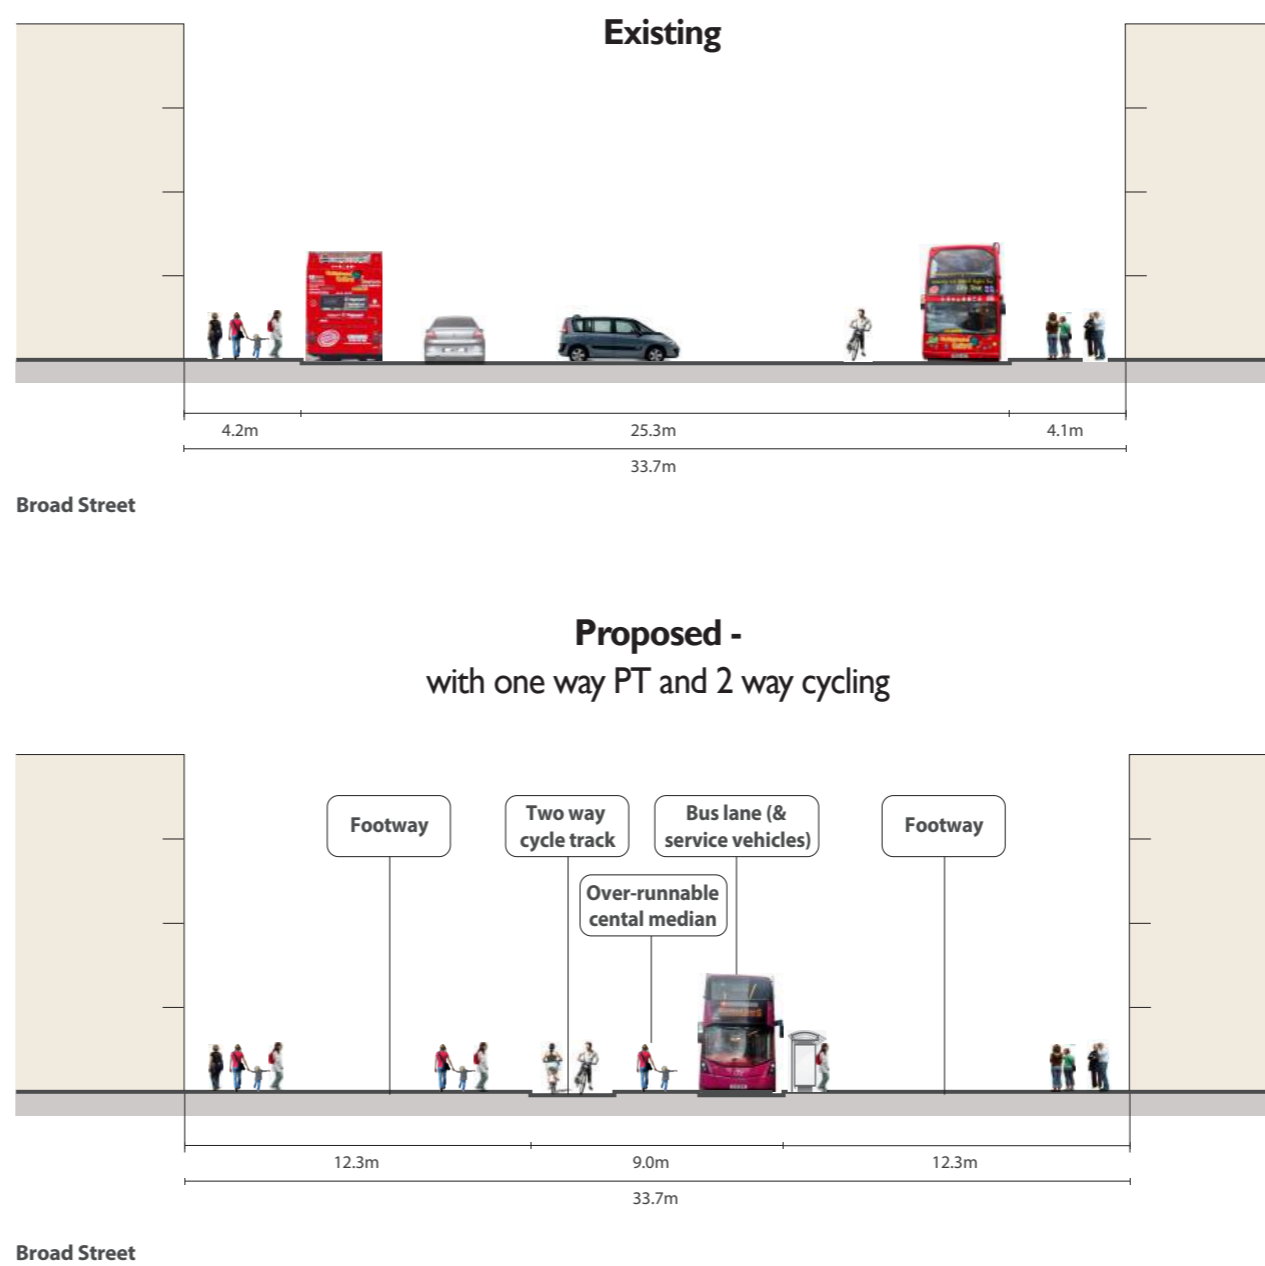 Existing
4.2m
25.3m
4.1m
33.7m
Broad Street
Proposed -
with one way PT and 2 way cycling
Footway
Two way
cycle track
Bus lane (&
service vehicles)
Footway
Over-runnable
cental median
12.3m
9.0m
12.3m
33.7m
Broad Street